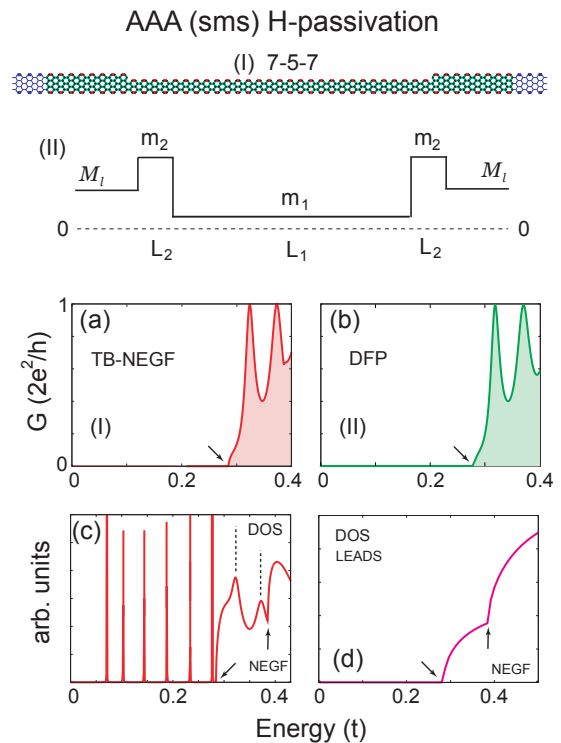 AAA (sms) H-passivation
(I) 7-5-7
(II)
m2
m2
Ml
Ml
m1
0
0
L2
L1
L2
(a)
(b)
1
TB-NEGF
DFP
G (2e²/h)
(I)
(II)
0
0
0.2
0.4
0
0.2
0.4
(c)
DOS
DOS
LEADS
arb. units
NEGF
NEGF
(d)
0
0.2
0.4
0
0.2
0.4
Energy (t)